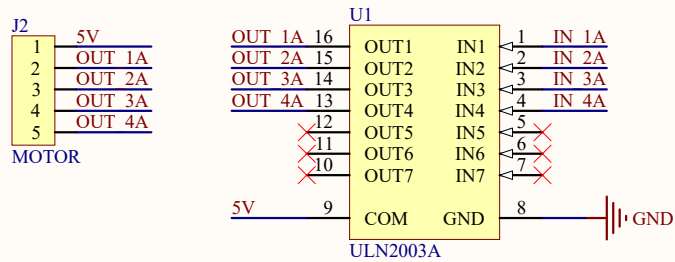 J2
1 5V
2 OUT_1A
3 OUT_2A
4 OUT_3A
5 OUT_4A
MOTOR
U1
OUT_1A 16 OUT1 IN1 1 IN_1A
OUT_2A 15 OUT2 IN2 2 IN_2A
OUT_3A 14 OUT3 IN3 3 IN_3A
OUT_4A 13 OUT4 IN4 4 IN_4A
12 OUT5 IN5 5
11 OUT6 IN6 6
10 OUT7 IN7 7
5V 9 COM GND 8 GND
ULN2003A